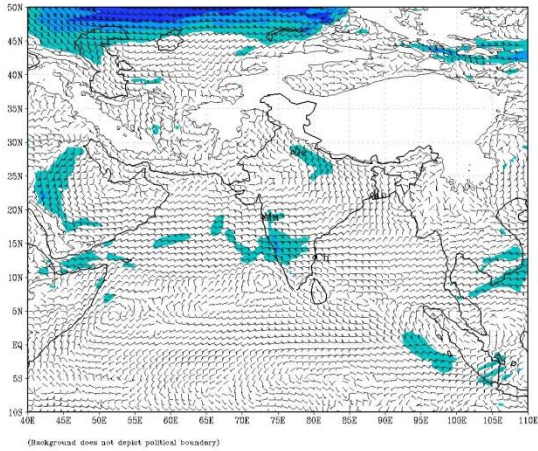 50N
45N
40N
35N
30N
25N
20N
15N
10N
5N
EQ
5S
10S
40E 45E 50E 55E 60E 65E 70E 75E 80E 85E 90E 95E 100E 105E 110E
(Background does not depict political boundary)